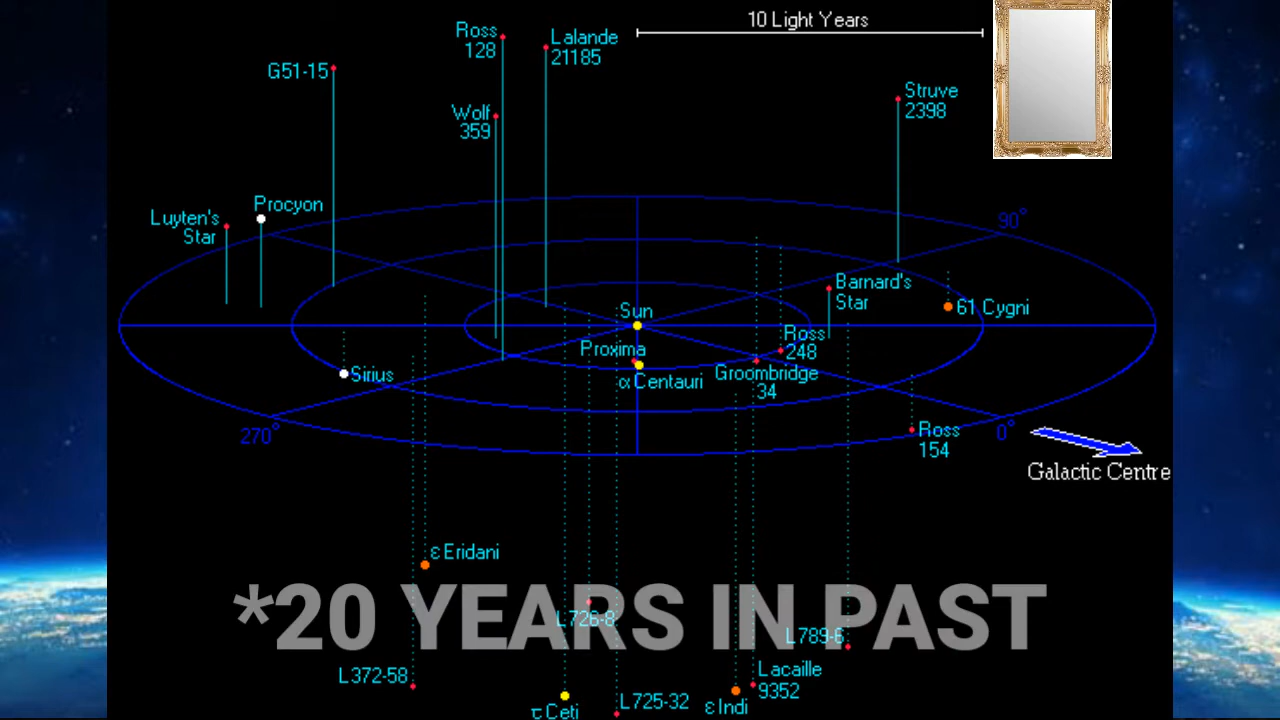 10 Light Years
Ross
128
Lalande
21185
G51-15
Struve
2398
Wolf
359
Procyon
Luyten's
Star
90°
Barnard's
Star
61 Cygni
Sun
Ross
248
Proxima
Groombridge
34
Sirius
α Centauri
270°
0°
Ross
154
Galactic Centre
ε Eridani
*20 YEARS IN PAST
L726-8
L789-6
L372-58
Lacaille
9352
L725-32
τ Ceti
ε Indi